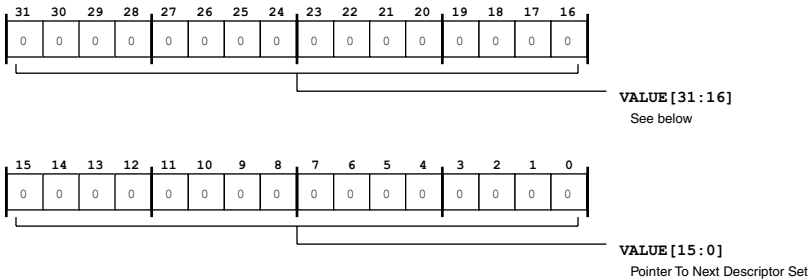 31 30 29 28 27 26 25 24 23 22 21 20 19 18 17 16
0 0 0 0 0 0 0 0 0 0 0 0 0 0 0 0
VALUE[31:16]
See below
15 14 13 12 11 10 9 8 7 6 5 4 3 2 1 0
0 0 0 0 0 0 0 0 0 0 0 0 0 0 0 0
VALUE[15:0]
Pointer To Next Descriptor Set